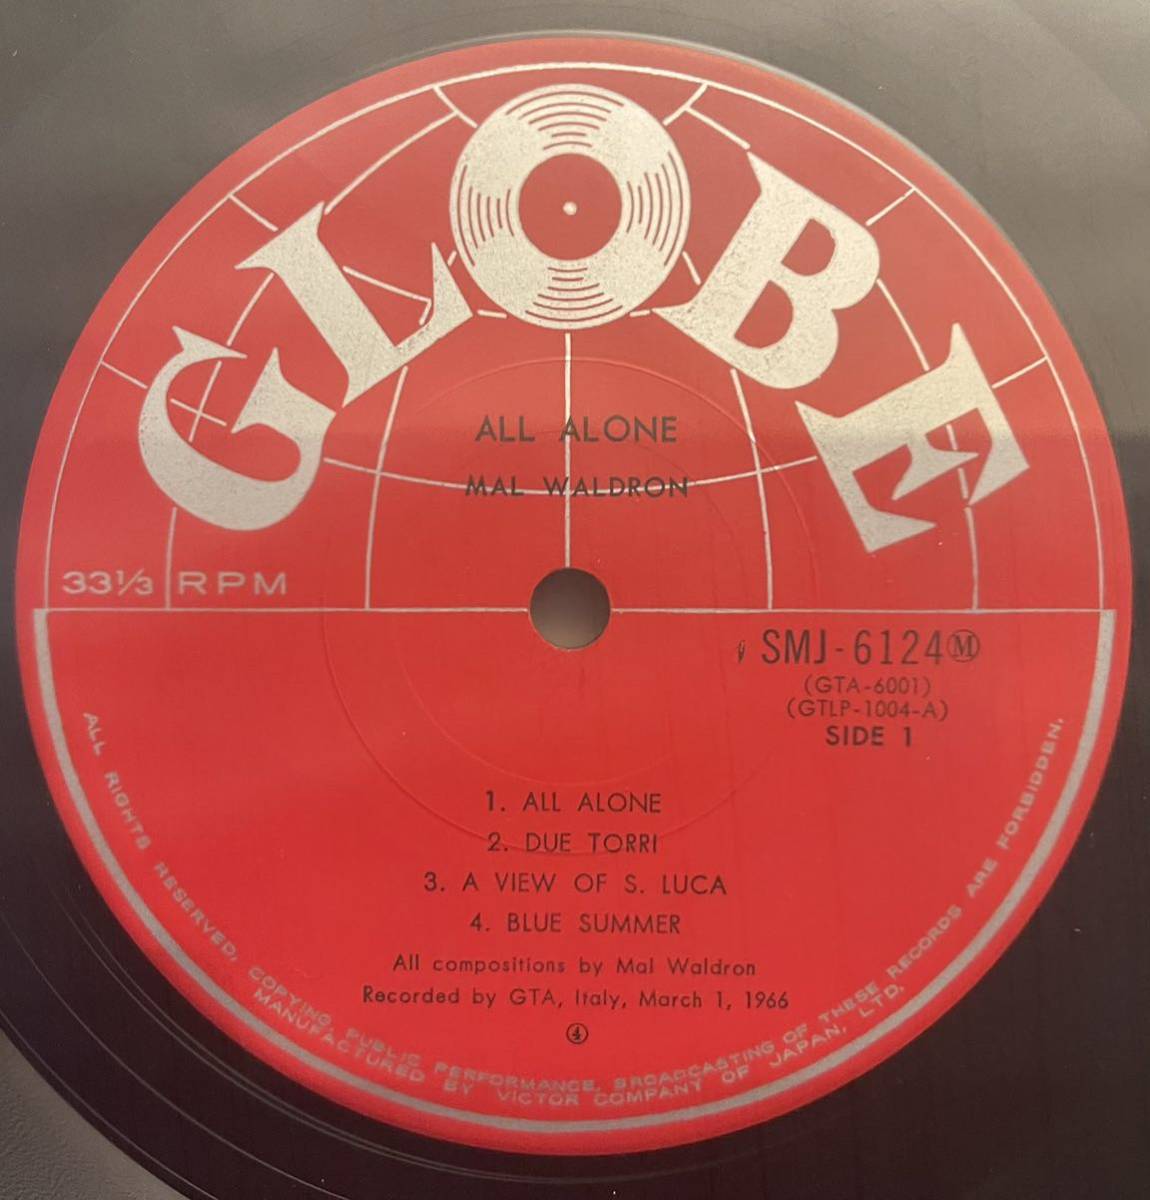 GLOBE
ALL ALONE
MAL WALDRON
33⅓ RPM
SMJ-6124Ⓜ
(GTA-6001)
(GTLP-1004-A)
SIDE 1
1. ALL ALONE
2. DUE TORRI
3. A VIEW OF S. LUCA
4. BLUE SUMMER
All compositions by Mal Waldron
Recorded by GTA, Italy, March 1, 1966
④
ALL RIGHTS RESERVED. COPYING, PUBLIC PERFORMANCE, BROADCASTING OF THESE RECORDS ARE FORBIDDEN.
MANUFACTURED BY VICTOR COMPANY OF JAPAN, LTD.